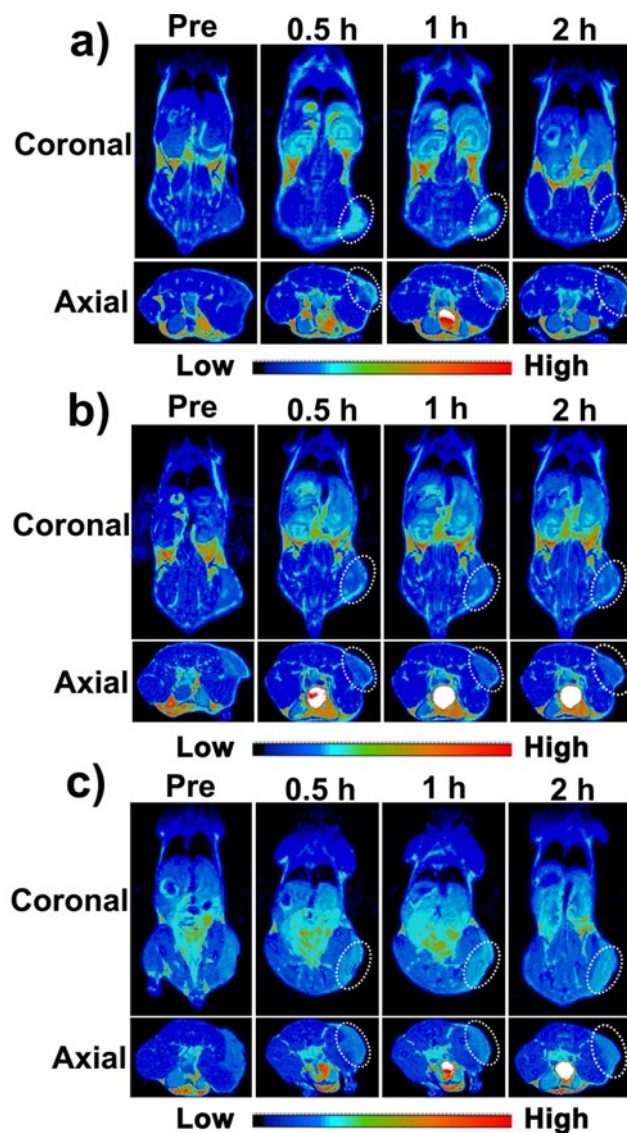 a)
Pre 0.5 h 1 h 2 h
Coronal
Axial
Low High
b)
Pre 0.5 h 1 h 2 h
Coronal
Axial
Low High
c)
Pre 0.5 h 1 h 2 h
Coronal
Axial
Low High